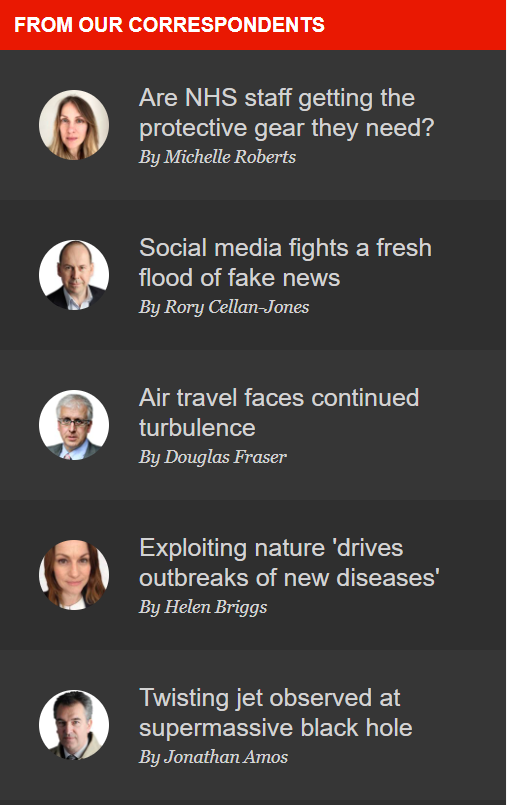 FROM OUR CORRESPONDENTS
Are NHS staff getting the
protective gear they need?
By Michelle Roberts
Social media fights a fresh
flood of fake news
By Rory Cellan-Jones
Air travel faces continued
turbulence
By Douglas Fraser
Exploiting nature 'drives
outbreaks of new diseases'
By Helen Briggs
Twisting jet observed at
supermassive black hole
By Jonathan Amos